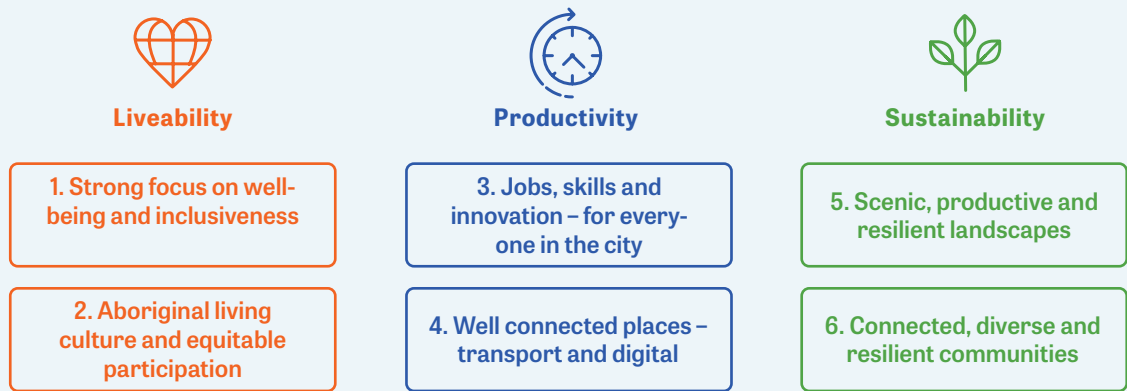 Liveability
1. Strong focus on well-
being and inclusiveness
2. Aboriginal living
culture and equitable
participation
Productivity
3. Jobs, skills and
innovation – for every-
one in the city
4. Well connected places –
transport and digital
Sustainability
5. Scenic, productive and
resilient landscapes
6. Connected, diverse and
resilient communities